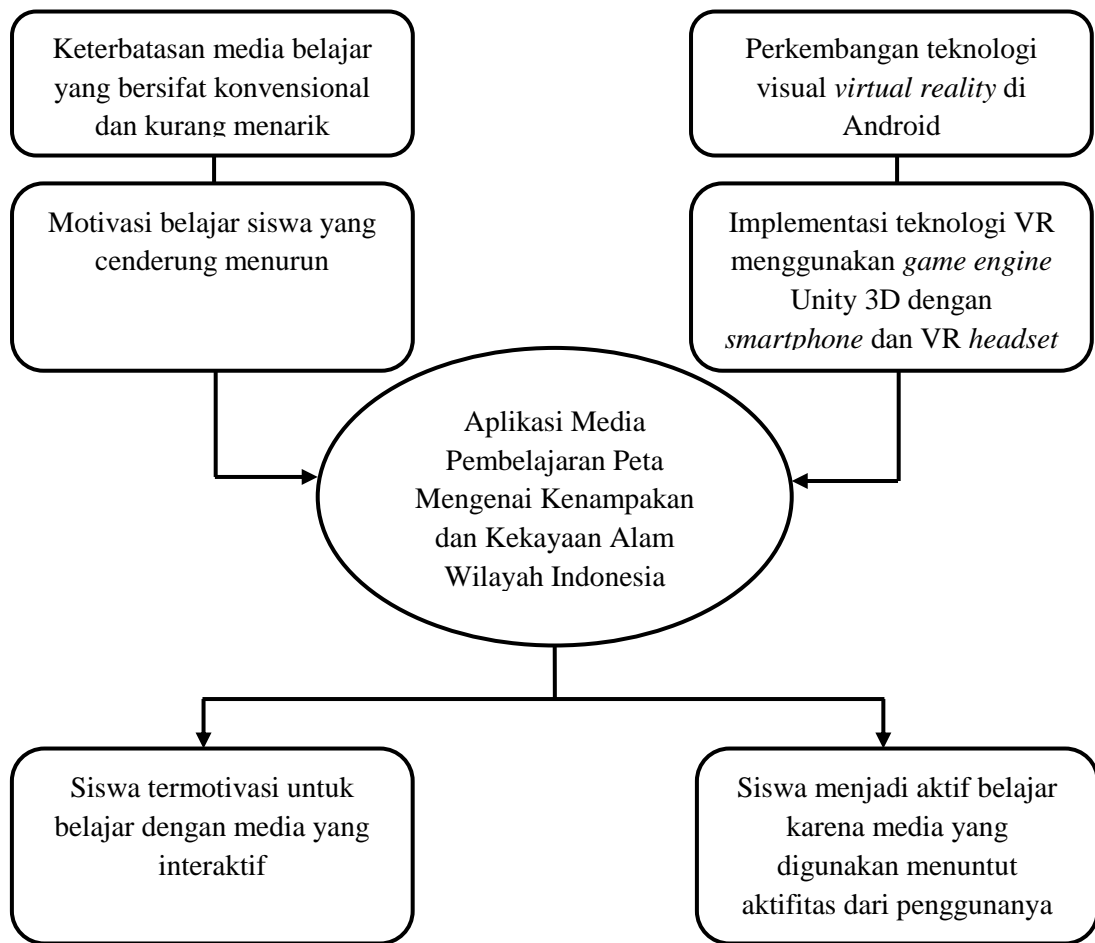 Keterbatasan media belajar
yang bersifat konvensional
dan kurang menarik
Perkembangan teknologi
visual virtual reality di
Android
Motivasi belajar siswa yang
cenderung menurun
Implementasi teknologi VR
menggunakan game engine
Unity 3D dengan
smartphone dan VR headset
Aplikasi Media
Pembelajaran Peta
Mengenai Kenampakan
dan Kekayaan Alam
Wilayah Indonesia
Siswa termotivasi untuk
belajar dengan media yang
interaktif
Siswa menjadi aktif belajar
karena media yang
digunakan menuntut
aktifitas dari penggunanya